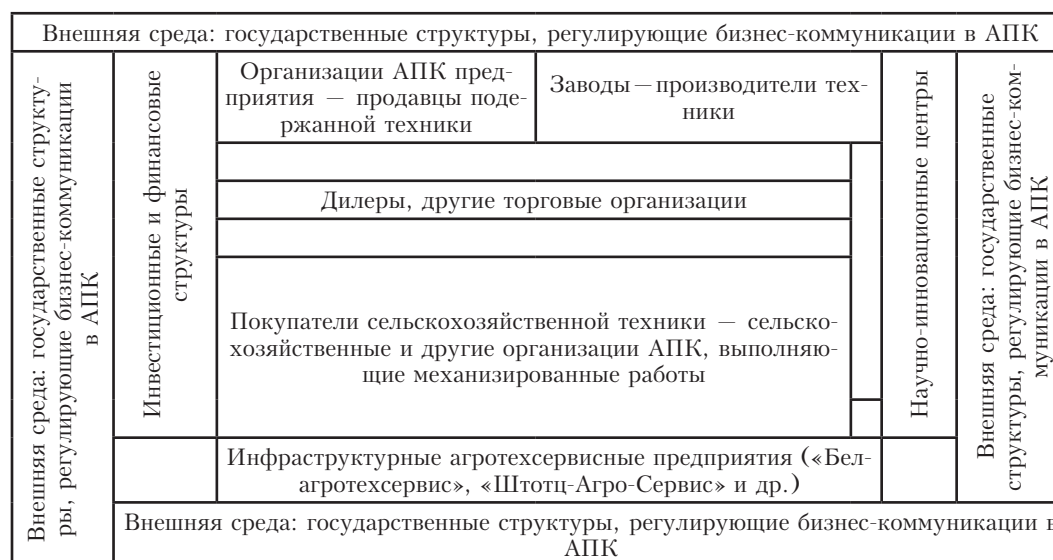 Внешняя среда: государственные структуры, регулирующие бизнес-коммуникации в АПК
Внешняя среда: государственные структу-
ры, регулирующие бизнес-коммуникации
в АПК
Инвестиционные и финансовые
структуры
Организации АПК пред-
приятия — продавцы поде-
ржанной техники
Заводы—производители тех-
ники
Дилеры, другие торговые организации
Покупатели сельскохозяйственной техники — сельско-
хозяйственные и другие организации АПК, выполняю-
щие механизированные работы
Научно-инновационные центры
Внешняя среда: государственные
структуры, регулирующие бизнес-ком-
муникации в АПК
Инфраструктурные агротехсервисные предприятия («Бел-
агротехсервис», «Штотц-Агро-Сервис» и др.)
Внешняя среда: государственные структуры, регулирующие бизнес-коммуникации в
АПК